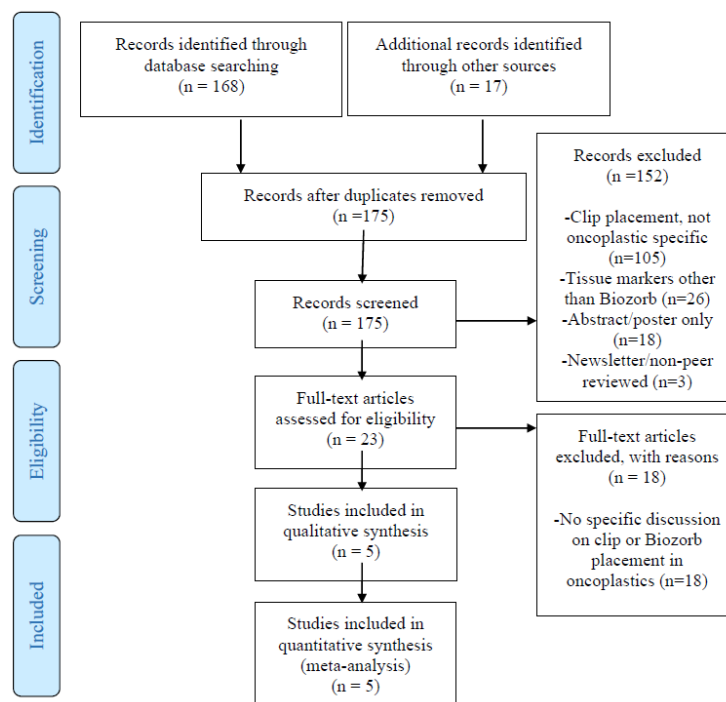 Identification
Records identified through
database searching
(n = 168)
Additional records identified
through other sources
(n = 17)
Records after duplicates removed
(n =175)
Screening
Records screened
(n = 175)
Records excluded
(n =152)
-Clip placement, not
oncoplastic specific
(n=105)
-Tissue markers other
than Biozorb (n=26)
-Abstract/poster only
(n=18)
-Newsletter/non-peer
reviewed (n=3)
Eligibility
Full-text articles
assessed for eligibility
(n = 23)
Full-text articles
excluded, with reasons
(n = 18)
-No specific discussion
on clip or Biozorb
placement in
oncoplastics (n=18)
Studies included in
qualitative synthesis
(n = 5)
Included
Studies included in
quantitative synthesis
(meta-analysis)
(n = 5)